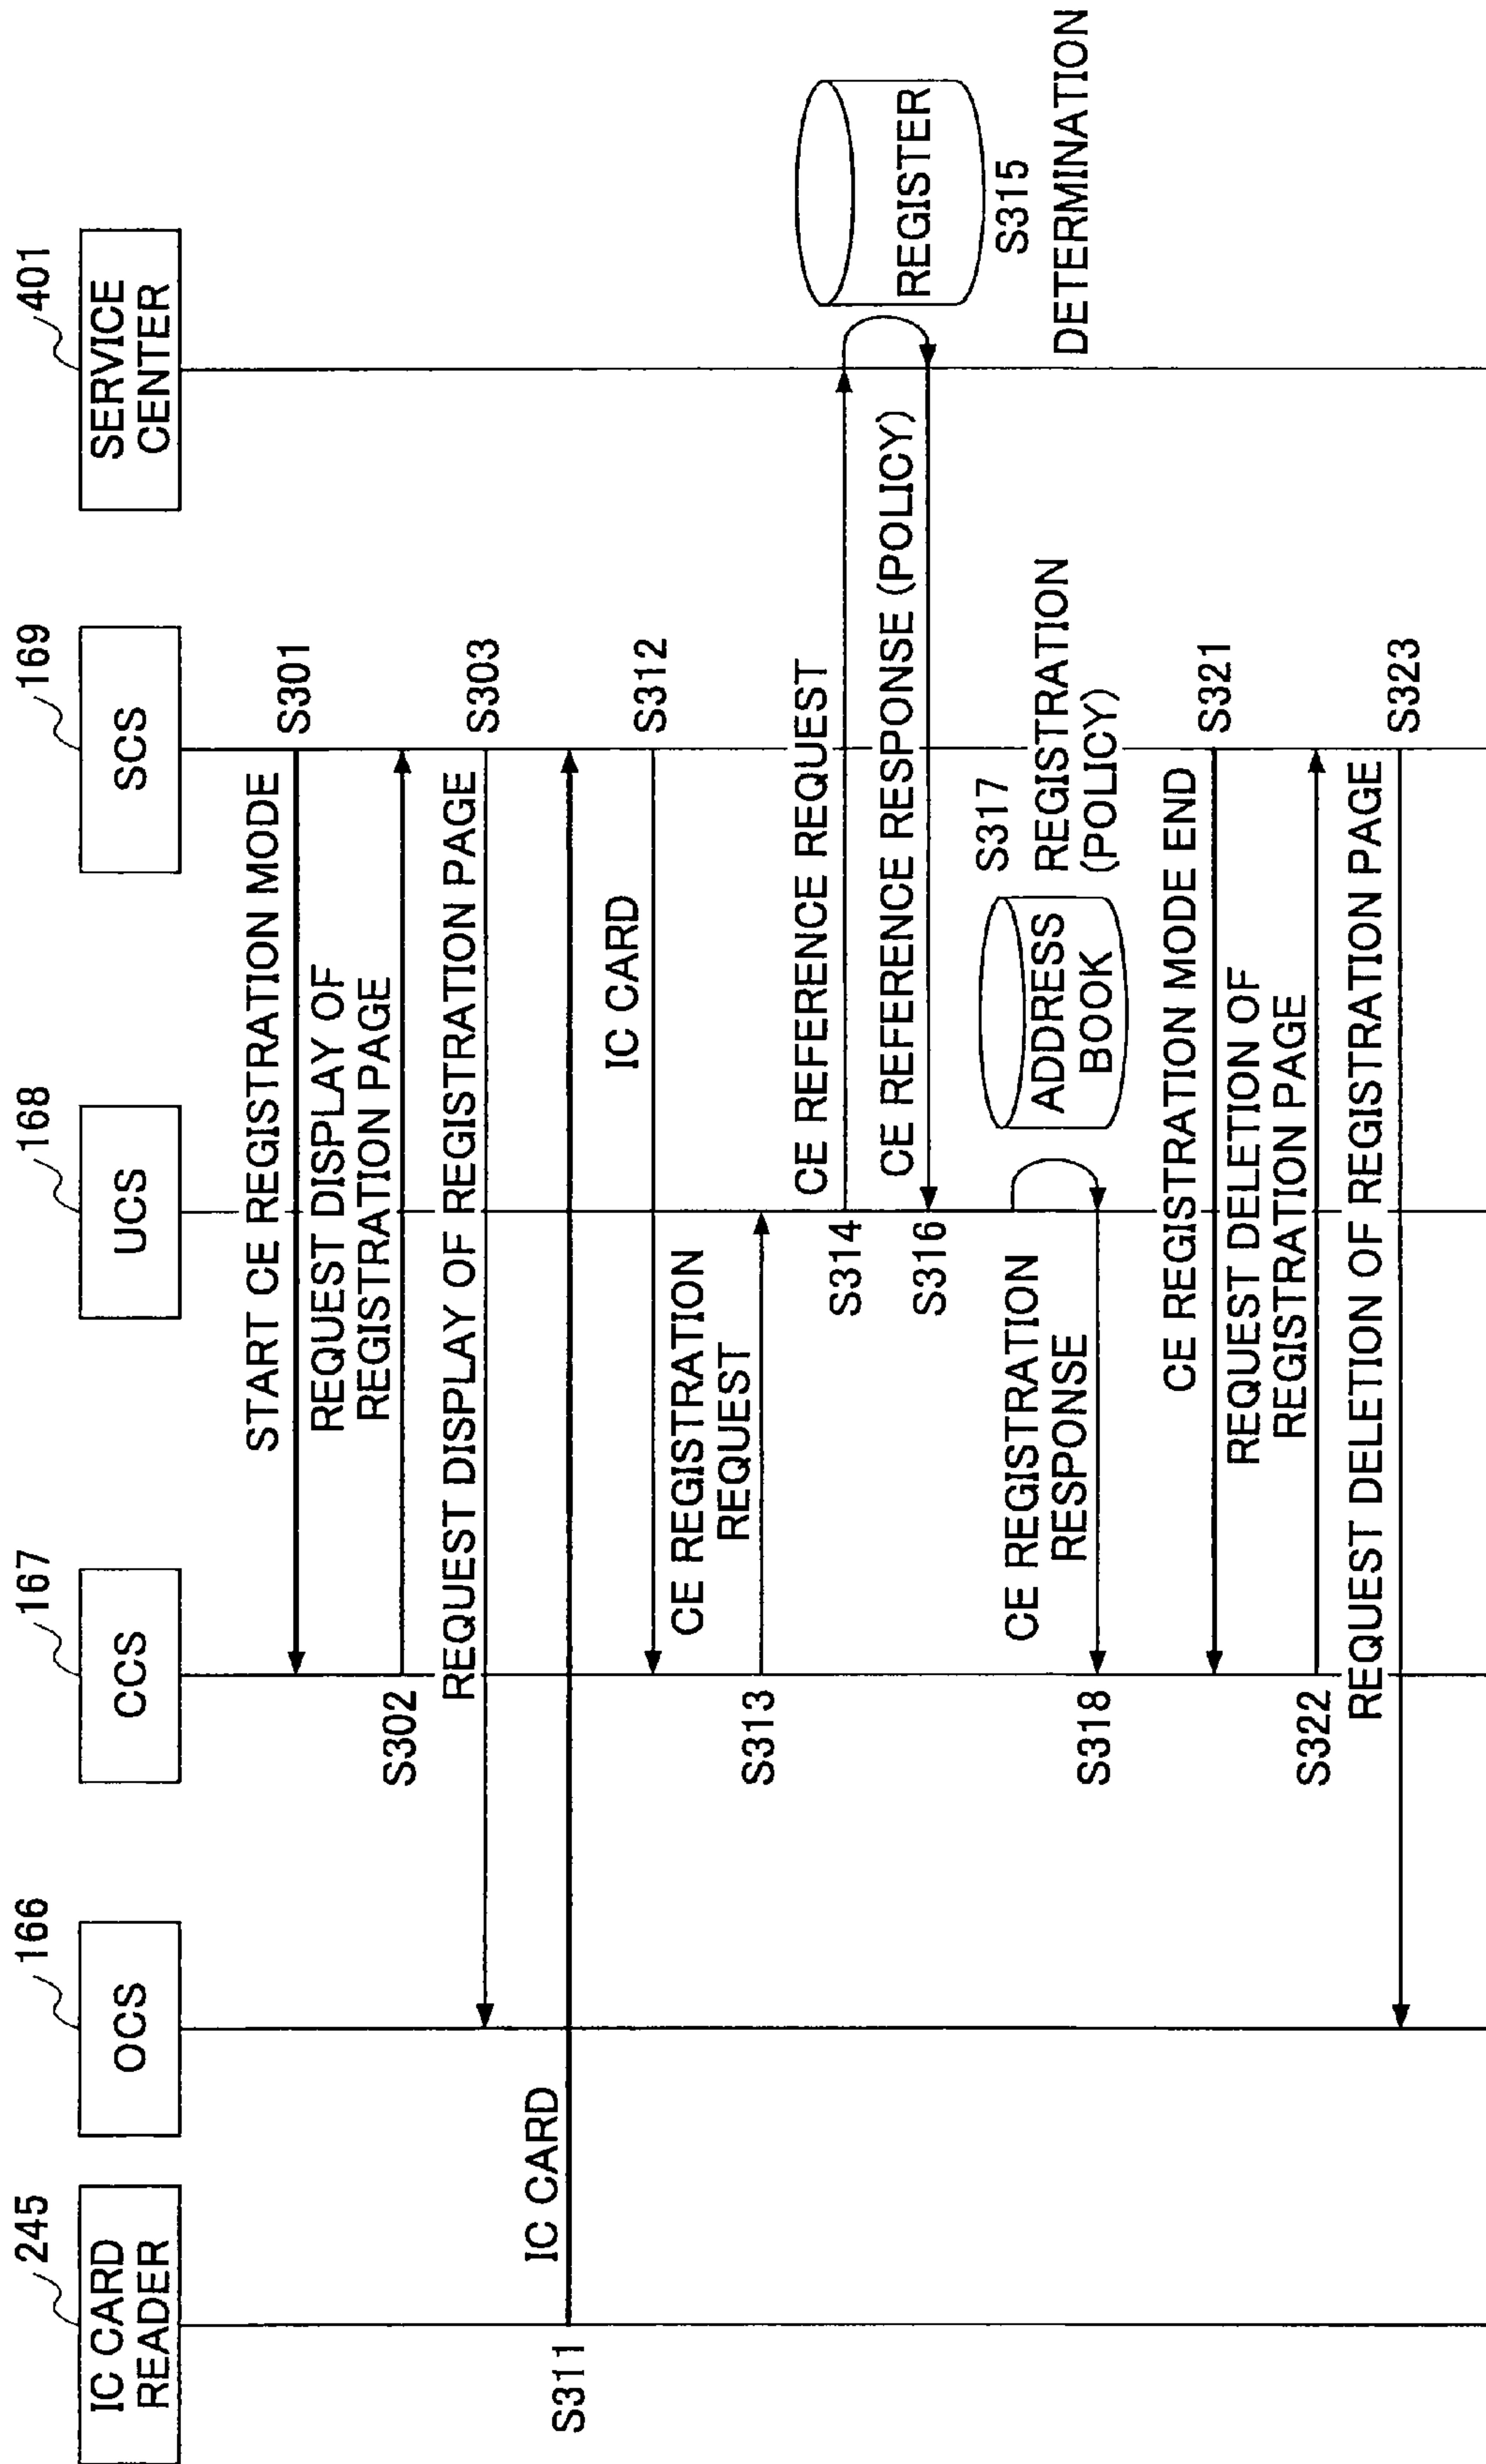 245
IC CARD
READER
166
OCS
167
CCS
168
UCS
169
SCS
401
SERVICE
CENTER
START CE REGISTRATION MODE
S301
REQUEST DISPLAY OF
REGISTRATION PAGE
S302
REQUEST DISPLAY OF REGISTRATION PAGE
S303
S311
IC CARD
IC CARD
S312
CE REGISTRATION
REQUEST
S313
CE REFERENCE REQUEST
S314
REGISTER
S315
DETERMINATION
CE REFERENCE RESPONSE (POLICY)
S316
S317
REGISTRATION
(POLICY)
ADDRESS
BOOK
CE REGISTRATION
RESPONSE
S318
CE REGISTRATION MODE END
S321
REQUEST DELETION OF
REGISTRATION PAGE
S322
REQUEST DELETION OF REGISTRATION PAGE
S323